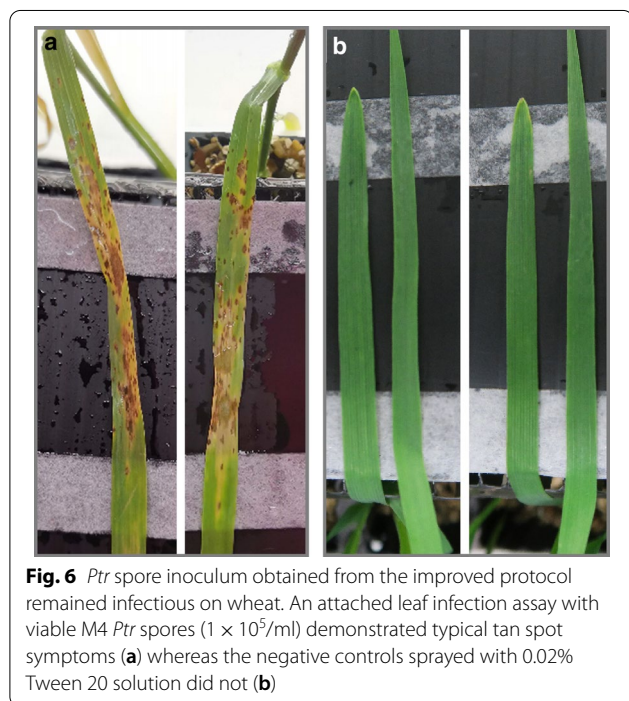 a
b
Fig. 6 Ptr spore inoculum obtained from the improved protocol
remained infectious on wheat. An attached leaf infection assay with
viable M4 Ptr spores (1 × 10⁵/ml) demonstrated typical tan spot
symptoms (a) whereas the negative controls sprayed with 0.02%
Tween 20 solution did not (b)